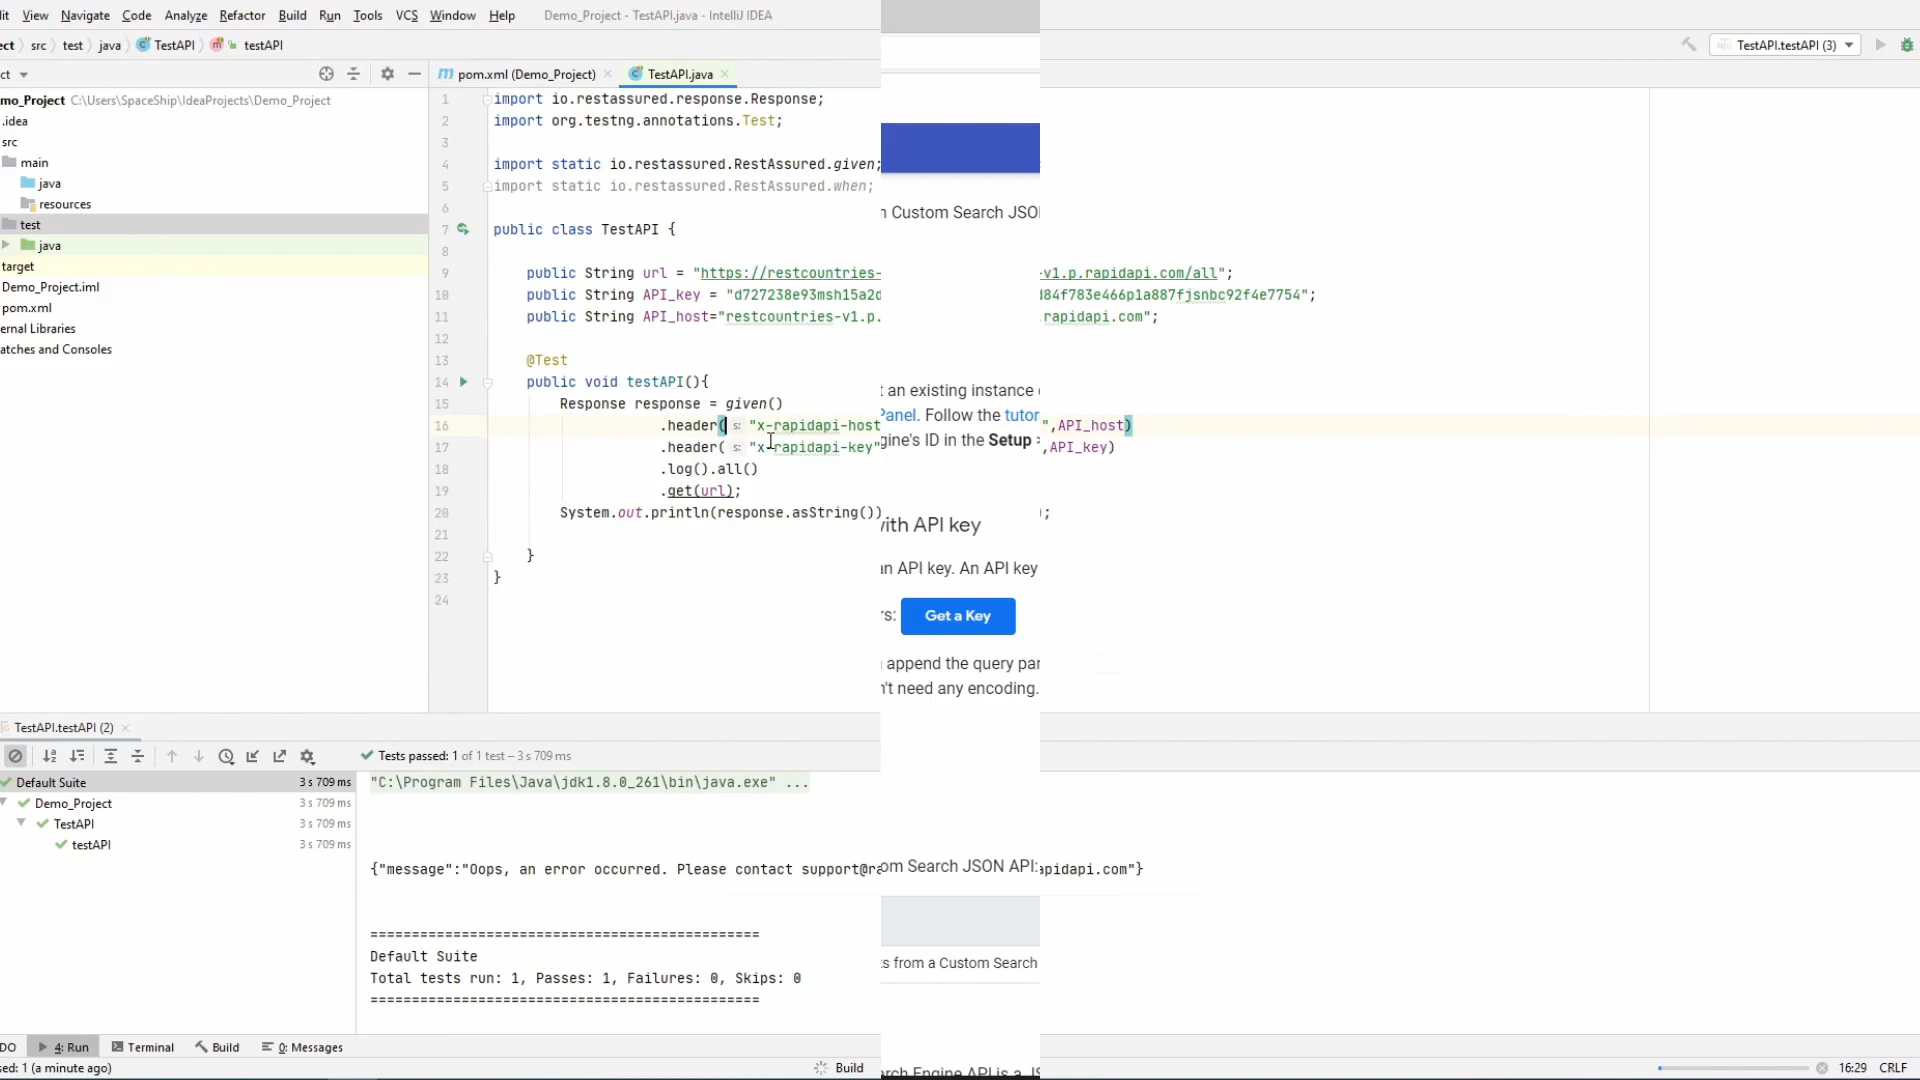 it View Navigate Code Analyze Refactor Build Run Tools VCS Window Help Demo_Project - TestAPI.java - IntelliJ IDEA
ect src test java TestAPI testAPI TestAPI.testAPI (3)
ct pom.xml (Demo_Project) TestAPI.java
mo_Project C:\Users\SpaceShip\IdeaProjects\Demo_Project
.idea
src
main
java
resources
test
java
target
Demo_Project.iml
pom.xml
ernal Libraries
atches and Consoles
1 import io.restassured.response.Response;
2 import org.testng.annotations.Test;
3
4 import static io.restassured.RestAssured.given;
5 import static io.restassured.RestAssured.when;
6
7 public class TestAPI {
8
9 public String url = "https://restcountries- -v1.p.rapidapi.com/all";
10 public String API_key = "d727238e93msh15a2d d84f783e466p1a887fjsnbc92f4e7754";
11 public String API_host="restcountries-v1.p. rapidapi.com";
12
13 @Test
14 public void testAPI(){
15 Response response = given()
16 .header( s: "x-rapidapi-host ",API_host)
17 .header( s: "x-rapidapi-key" ,API_key)
18 .log().all()
19 .get(url);
20 System.out.println(response.asString()) );
21
22 }
23 }
24
n Custom Search JSO
t an existing instance
Panel. Follow the tutor
gine's ID in the Setup >
with API key
an API key. An API key
rs: Get a Key
append the query par
n't need any encoding.
om Search JSON API:
ts from a Custom Search
arch Engine API is a JS
TestAPI.testAPI (2)
Tests passed: 1 of 1 test – 3 s 709 ms
Default Suite 3 s 709 ms
Demo_Project 3 s 709 ms
TestAPI 3 s 709 ms
testAPI 3 s 709 ms
"C:\Program Files\Java\jdk1.8.0_261\bin\java.exe" ...
{"message":"Oops, an error occurred. Please contact support@ra apidapi.com"}
===============================================
Default Suite
Total tests run: 1, Passes: 1, Failures: 0, Skips: 0
===============================================
DO 4: Run Terminal Build 0: Messages
sed: 1 (a minute ago) Build 16:29 CRLF